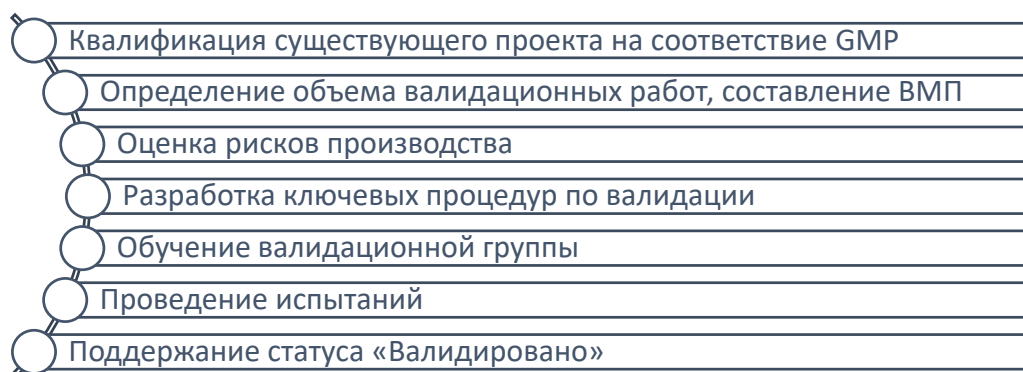 Квалификация существующего проекта на соответствие GMP
Определение объема валидационных работ, составление ВМП
Оценка рисков производства
Разработка ключевых процедур по валидации
Обучение валидационной группы
Проведение испытаний
Поддержание статуса «Валидировано»